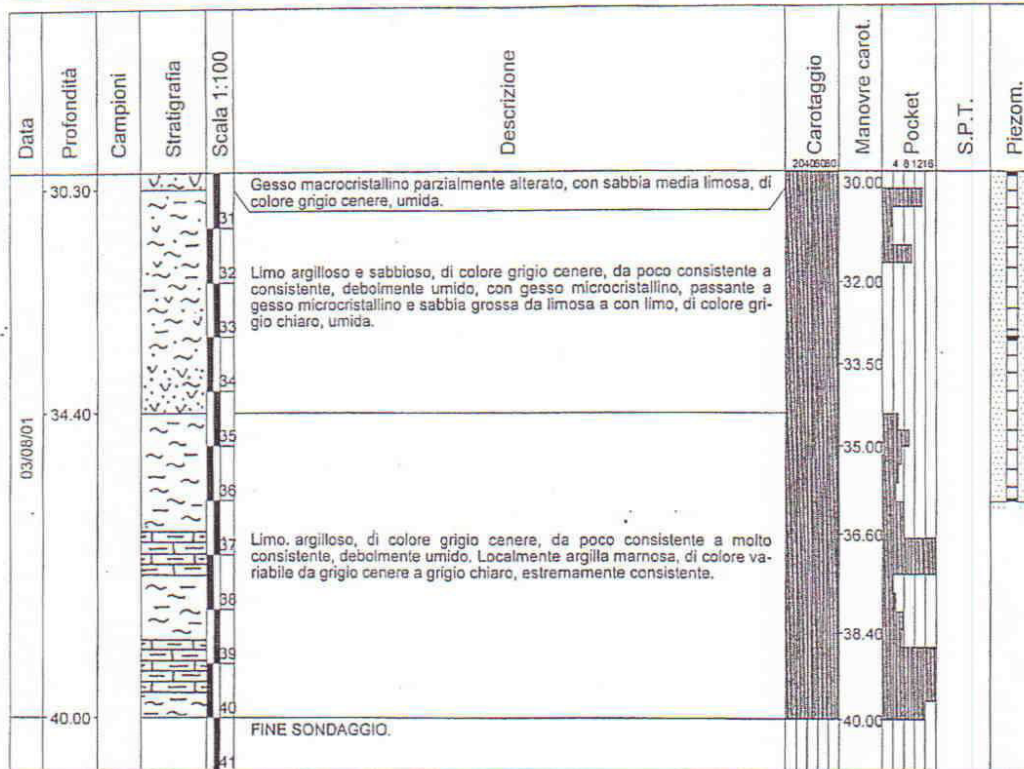 Data
Profondità
Campioni
Stratigrafia
Scala 1:100
Descrizione
Carotaggio
20406080
Manovre carot.
Pocket
4 8 1216
S.P.T.
Piezom.
03/08/01
30.30
34.40
40.00
31
32
33
34
35
36
37
38
39
40
41
Gesso macrocristallino parzialmente alterato, con sabbia media limosa, di
colore grigio cenere, umida.
Limo argilloso e sabbioso, di colore grigio cenere, da poco consistente a
consistente, debolmente umido, con gesso microcristallino, passante a
gesso microcristallino e sabbia grossa da limosa a con limo, di colore gri-
gio chiaro, umida.
Limo. argilloso, di colore grigio cenere, da poco consistente a molto
consistente, debolmente umido. Localmente argilla marnosa, di colore va-
riabile da grigio cenere a grigio chiaro, estremamente consistente.
FINE SONDAGGIO.
30.00
32.00
33.50
35.00
36.60
38.40
40.00